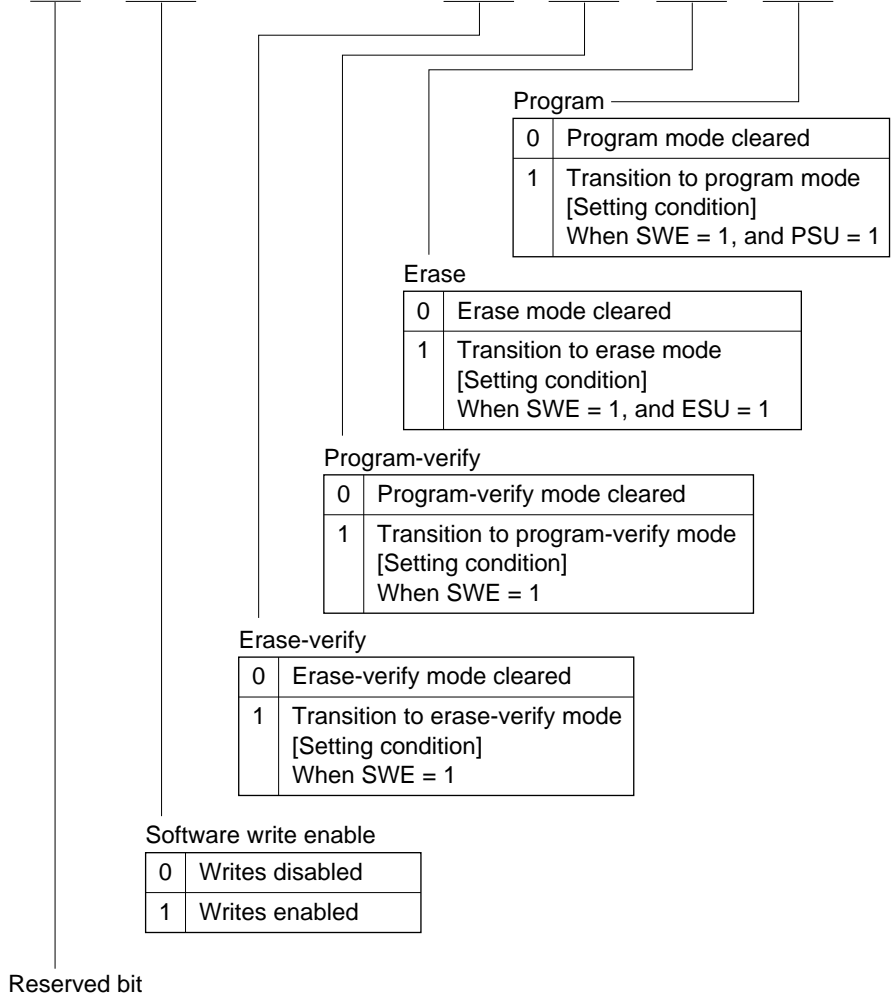 Program
0 Program mode cleared
1 Transition to program mode
[Setting condition]
When SWE = 1, and PSU = 1
Erase
0 Erase mode cleared
1 Transition to erase mode
[Setting condition]
When SWE = 1, and ESU = 1
Program-verify
0 Program-verify mode cleared
1 Transition to program-verify mode
[Setting condition]
When SWE = 1
Erase-verify
0 Erase-verify mode cleared
1 Transition to erase-verify mode
[Setting condition]
When SWE = 1
Software write enable
0 Writes disabled
1 Writes enabled
Reserved bit